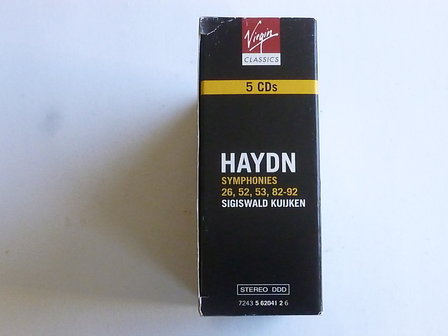 Virgin
CLASSICS
5 CDs
HAYDN
SYMPHONIES
26, 52, 53, 82-92
SIGISWALD KUIJKEN
STEREO DDD
7243 5 62041 2 6